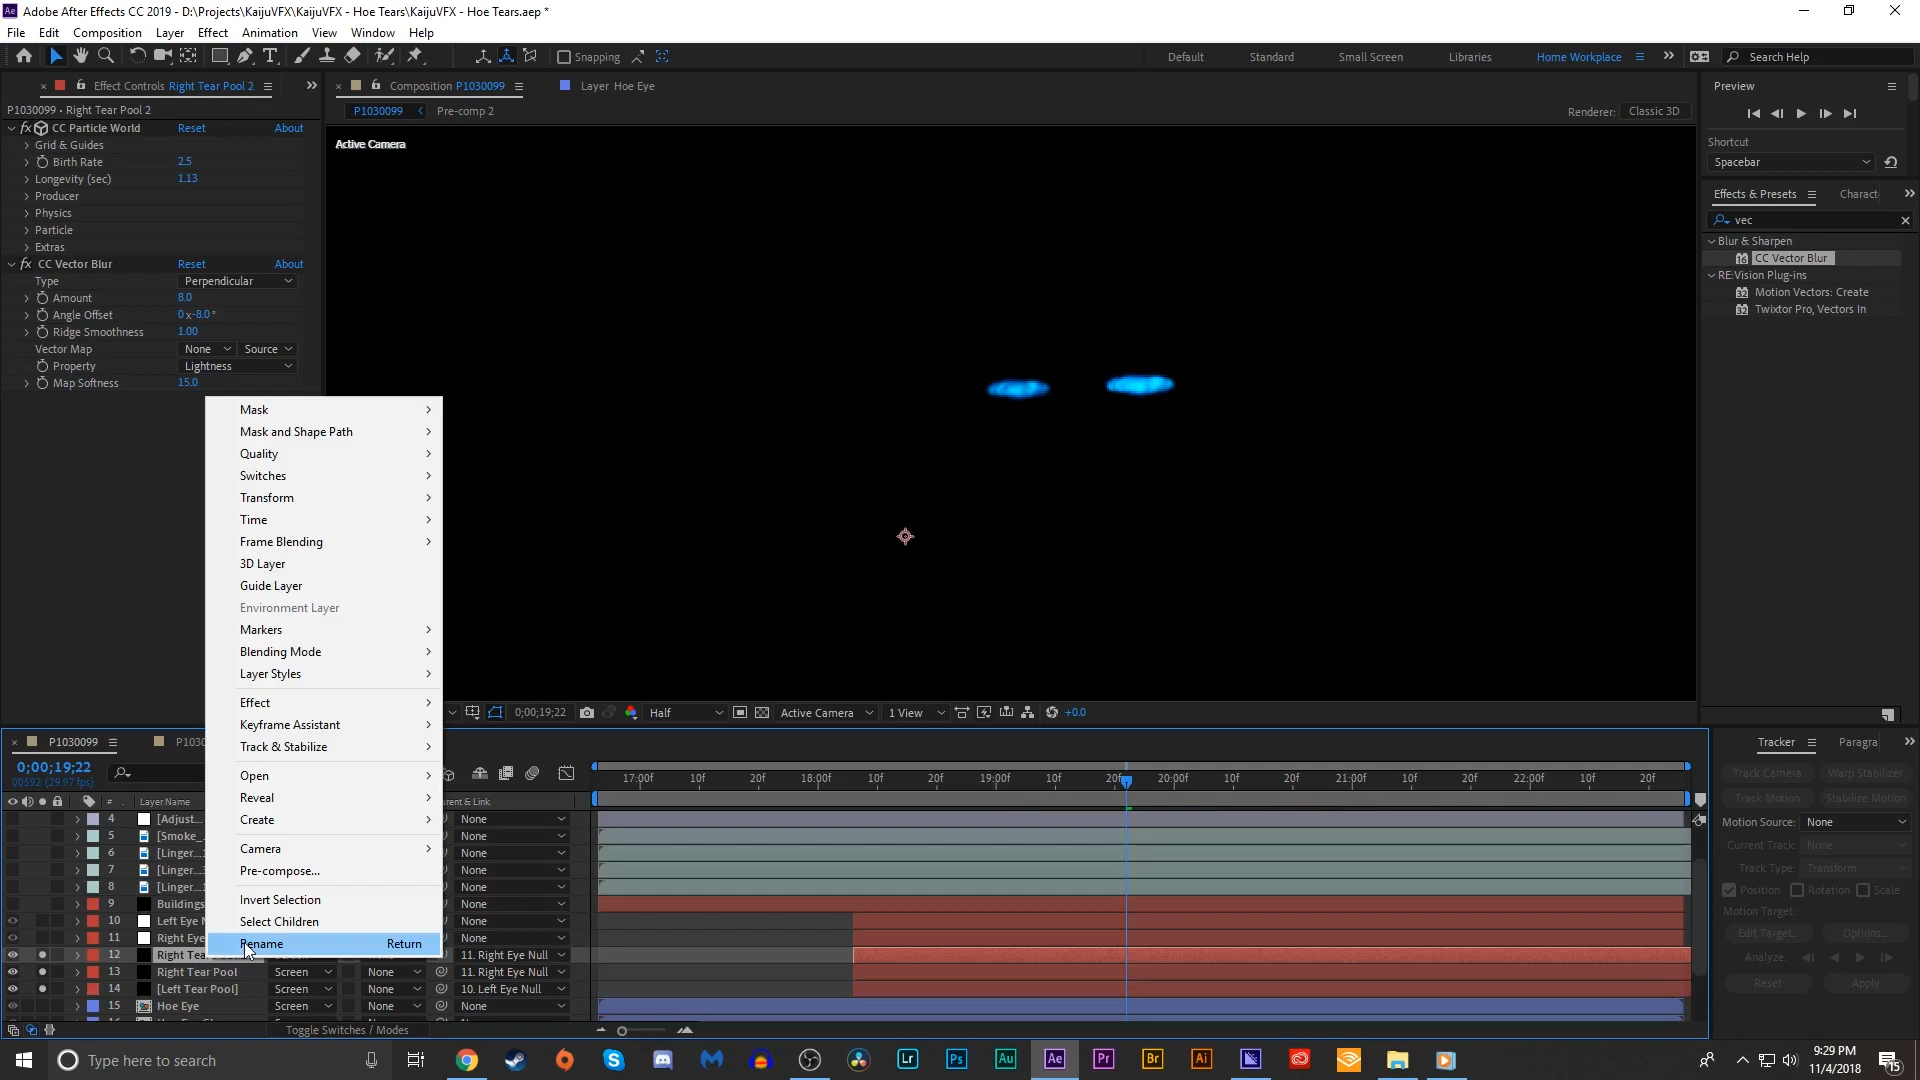 Adobe After Effects CC 2019 - D:\Projects\KaijuVFX\KaijuVFX - Hoe Tears\KaijuVFX - Hoe Tears.aep *
File Edit Composition Layer Effect Animation View Window Help
Snapping
Default Standard Small Screen Libraries Home Workplace Search Help
Effect Controls Right Tear Pool 2
Composition P1030099
Layer Hoe Eye
P1030099 • Right Tear Pool 2
P1030099 Pre-comp 2
Renderer: Classic 3D
Active Camera
fx CC Particle World Reset About
Grid & Guides
Birth Rate 2.5
Longevity (sec) 1.13
Producer
Physics
Particle
Extras
fx CC Vector Blur Reset About
Type Perpendicular
Amount 8.0
Angle Offset 0x-8.0°
Ridge Smoothness 1.00
Vector Map None Source
Property Lightness
Map Softness 15.0
Preview
Shortcut
Spacebar
Effects & Presets Charact
vec
Blur & Sharpen
CC Vector Blur
RE:Vision Plug-ins
Motion Vectors: Create
Twixtor Pro, Vectors In
Mask
Mask and Shape Path
Quality
Switches
Transform
Time
Frame Blending
3D Layer
Guide Layer
Environment Layer
Markers
Blending Mode
Layer Styles
Effect
Keyframe Assistant
Track & Stabilize
Open
Reveal
Create
Camera
Pre-compose...
Invert Selection
Select Children
Rename Return
0;00;19;22 Half Active Camera 1 View +0.0
P1030099 P103
0;00;19;22
00592 (29.97 fps)
17:00f 10f 20f 18:00f 10f 20f 19:00f 10f 20f 20:00f 10f 20f 21:00f 10f 20f 22:00f 10f 20f
# Layer Name arent & Link
4 [Adjust... None
5 [Smoke_ None
6 [Linger... None
7 [Linger... None
8 [Linger... None
9 Buildings None
10 Left Eye N None
11 Right Eye None
12 Right Tea 11. Right Eye Null
13 Right Tear Pool Screen None 11. Right Eye Null
14 [Left Tear Pool] Screen None 10. Left Eye Null
15 Hoe Eye Screen None None
Toggle Switches / Modes
Tracker Paragra
Track Camera Warp Stabilizer
Track Motion Stabilize Motion
Motion Source: None
Current Track: None
Track Type: Transform
Position Rotation Scale
Motion Target:
Edit Target... Options...
Analyze:
Reset Apply
Type here to search
Lr Ps Au Ae Pr Br Ai
9:29 PM
11/4/2018
15